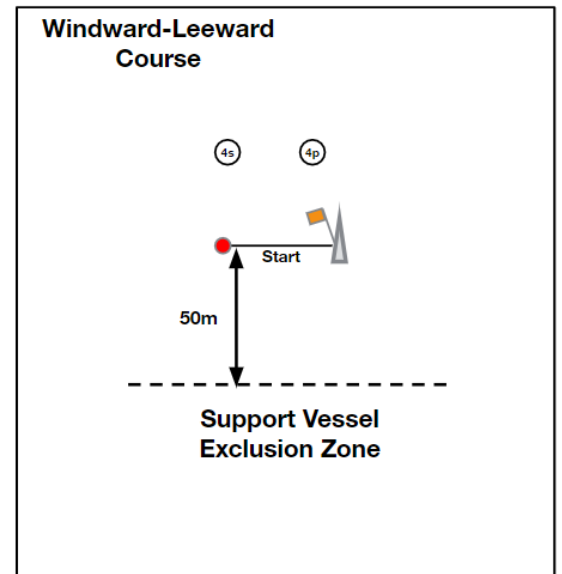 Windward-Leeward
Course
4s
4p
Start
50m
Support Vessel
Exclusion Zone